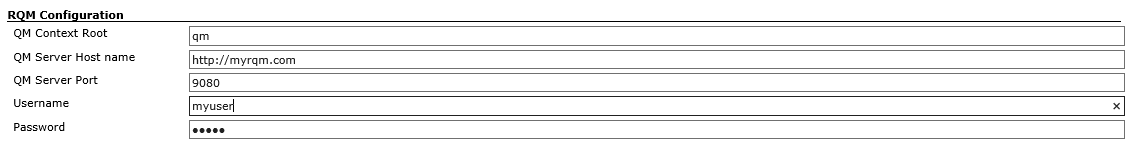 RQM Configuration
QM Context Root qm
QM Server Host name http://myrqm.com
QM Server Port 9080
Username myuser ×
Password •••••